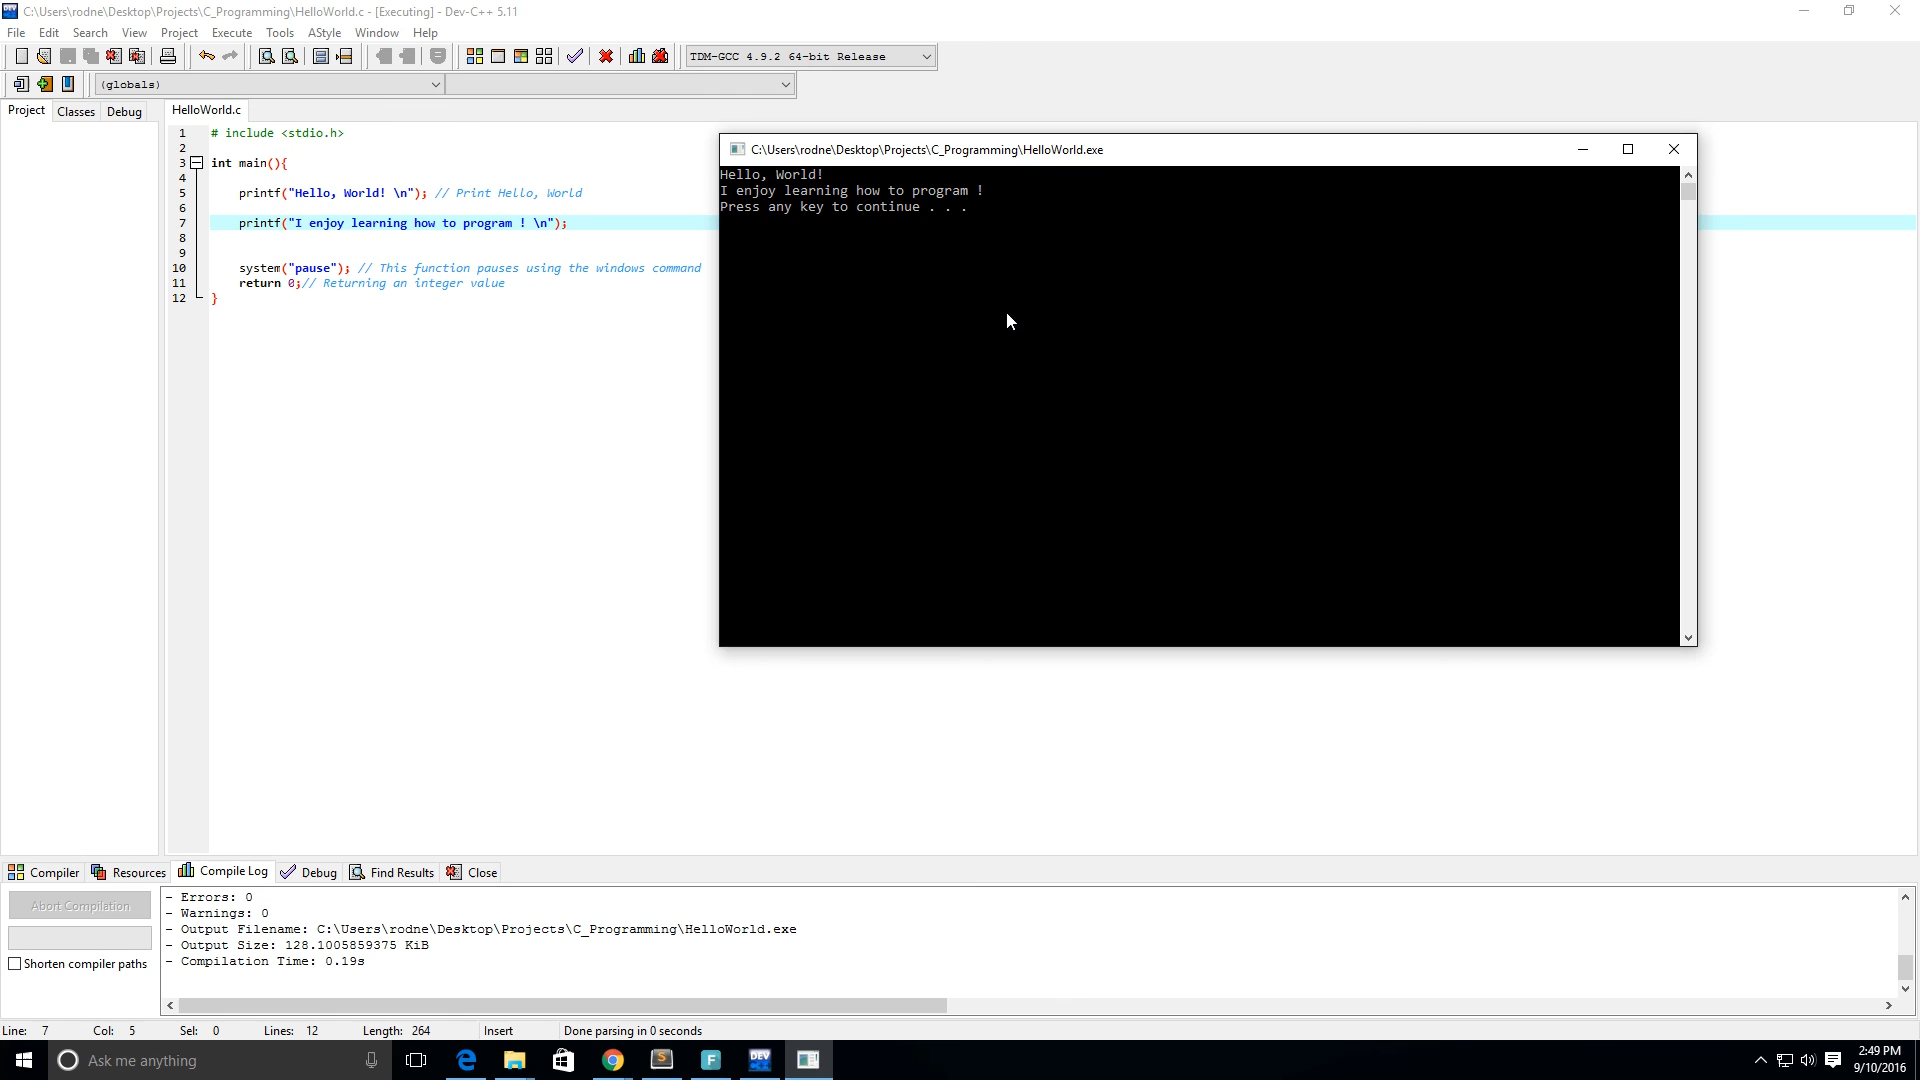 C:\Users\rodne\Desktop\Projects\C_Programming\HelloWorld.c - [Executing] - Dev-C++ 5.11
File Edit Search View Project Execute Tools AStyle Window Help
TDM-GCC 4.9.2 64-bit Release
(globals)
Project Classes Debug HelloWorld.c
1 # include <stdio.h>
2
3 int main(){
4
5 printf("Hello, World! \n"); // Print Hello, World
6
7 printf("I enjoy learning how to program ! \n");
8
9
10 system("pause"); // This function pauses using the windows command
11 return 0;// Returning an integer value
12 }
C:\Users\rodne\Desktop\Projects\C_Programming\HelloWorld.exe
Hello, World!
I enjoy learning how to program !
Press any key to continue . . .
Compiler Resources Compile Log Debug Find Results Close
Abort Compilation
Shorten compiler paths
- Errors: 0
- Warnings: 0
- Output Filename: C:\Users\rodne\Desktop\Projects\C_Programming\HelloWorld.exe
- Output Size: 128.1005859375 KiB
- Compilation Time: 0.19s
Line: 7 Col: 5 Sel: 0 Lines: 12 Length: 264 Insert Done parsing in 0 seconds
Ask me anything
S
F
DEV
2:49 PM
9/10/2016